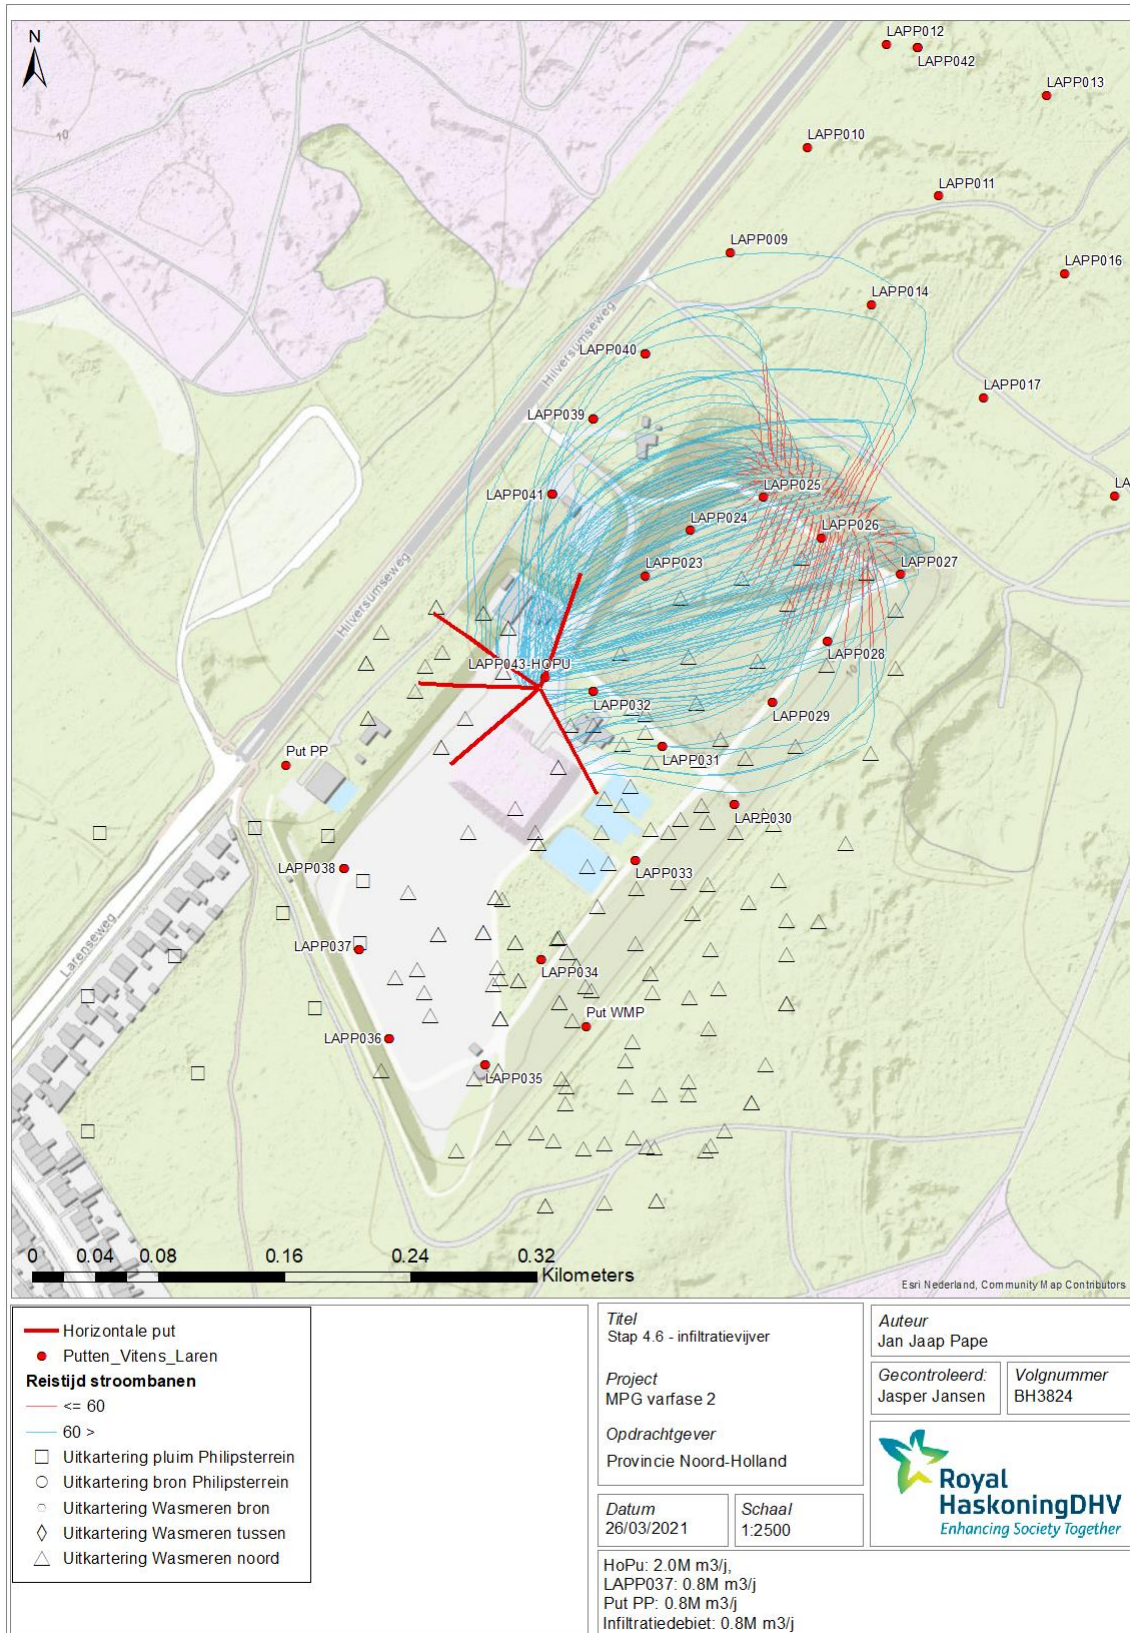 N
LAPP012
LAPP042
LAPP013
10
LAPP010
LAPP011
LAPP009
LAPP016
LAPP014
Hilversumseweg
LAPP040
LAPP017
LAPP039
LAPP041
LAPP025
LA
LAPP024
LAPP026
LAPP023
LAPP027
Hilversumseweg
LAPP028
10
LAPP043-HOPU
LAPP032
LAPP029
Put PP
LAPP031
LAPP030
LAPP038
LAPP033
Larenseweg
LAPP037
LAPP034
Put WMP
LAPP036
LAPP035
0 0.04 0.08 0.16 0.24 0.32
Kilometers
Esri Nederland, Community Map Contributors
Horizontale put
Putten_Vitens_Laren
Reistijd stroombanen
<= 60
60 >
Uitkartering pluim Philipsterrein
Uitkartering bron Philipsterrein
Uitkartering Wasmeren bron
Uitkartering Wasmeren tussen
Uitkartering Wasmeren noord
Titel
Stap 4.6 - infiltratievijver
Project
MPG varfase 2
Opdrachtgever
Provincie Noord-Holland
Datum
26/03/2021
Schaal
1:2500
Auteur
Jan Jaap Pape
Gecontroleerd:
Jasper Jansen
Volgnummer
BH3824
Royal
HaskoningDHV
Enhancing Society Together
HoPu: 2.0M m3/j,
LAPP037: 0.8M m3/j
Put PP: 0.8M m3/j
Infiltratiedebiet: 0.8M m3/j